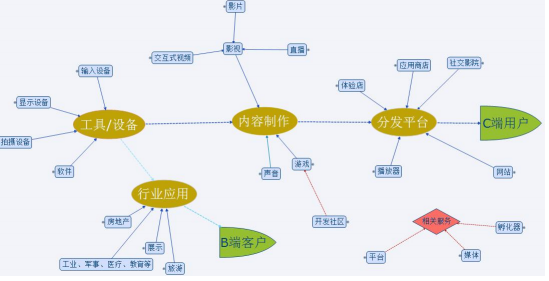 影片
影视
交互式视频
直播
输入设备
显示设备
拍摄设备
软件
工具/设备
内容制作
声音
游戏
开发社区
体验店
应用商店
社交影院
分发平台
C端用户
播放器
网站
行业应用
房地产
展示
工业、军事、医疗、教育等
旅游
B端客户
相关服务
孵化器
平台
媒体